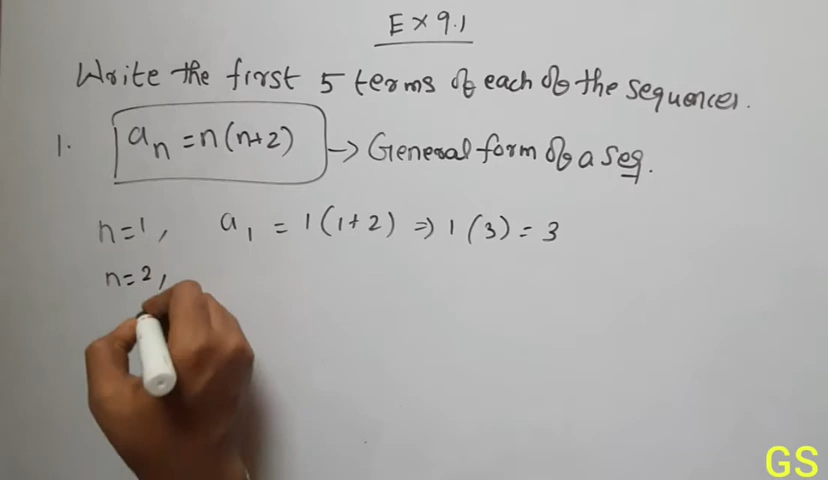 Ex 9.1
Write the first 5 terms of each of the sequences.
1. aₙ = n(n+2) -> General form of a seq.
n=1, a₁ = 1(1+2) => 1(3) = 3
n=2,
GS